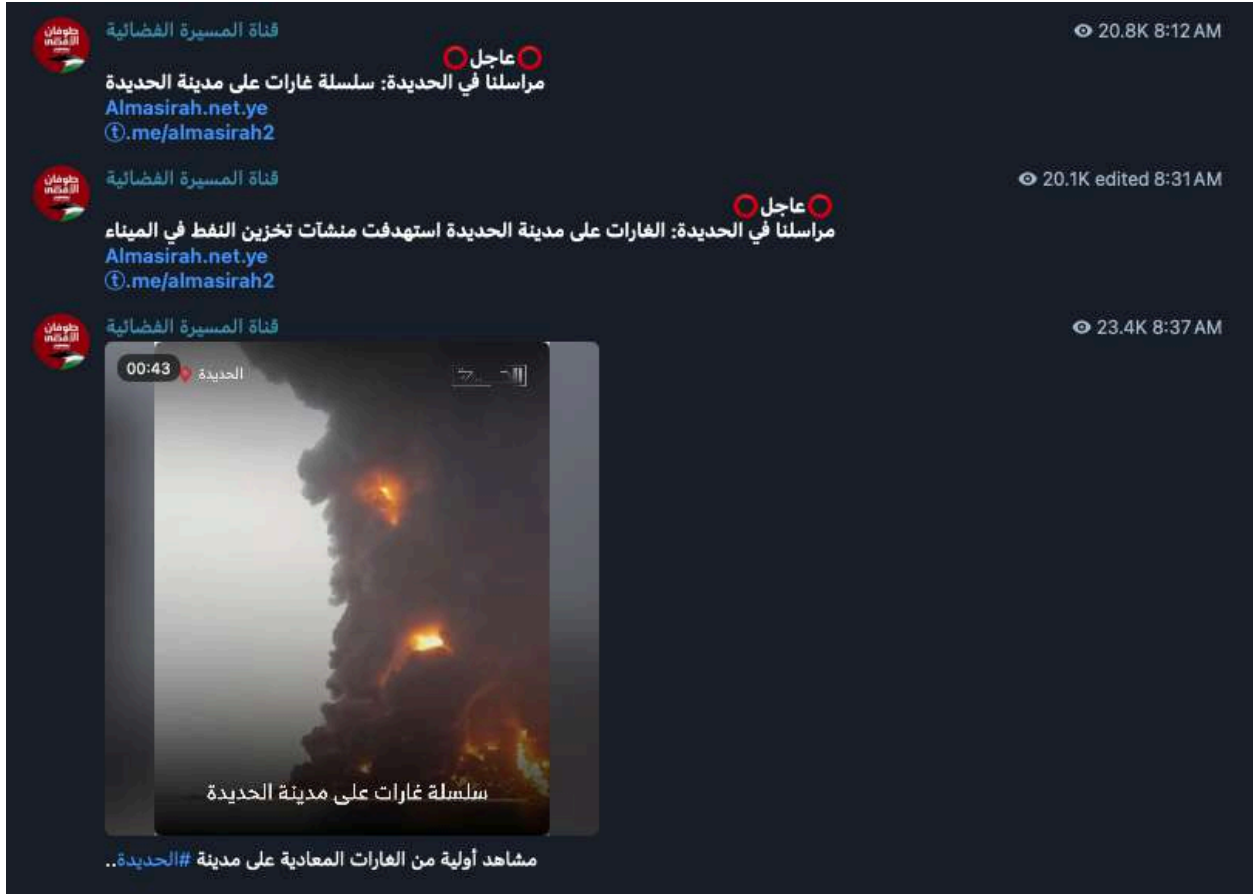 قناة المسيرة الفضائية
20.8K 8:12 AM
⭕عاجل⭕
مراسلنا في الحديدة: سلسلة غارات على مدينة الحديدة
Almasirah.net.ye
ⓣ.me/almasirah2
قناة المسيرة الفضائية
20.1K edited 8:31 AM
⭕عاجل⭕
مراسلنا في الحديدة: الغارات على مدينة الحديدة استهدفت منشآت تخزين النفط في الميناء
Almasirah.net.ye
ⓣ.me/almasirah2
قناة المسيرة الفضائية
23.4K 8:37 AM
00:43
الحديدة
سلسلة غارات على مدينة الحديدة
مشاهد أولية من الغارات المعادية على مدينة #الحديدة..